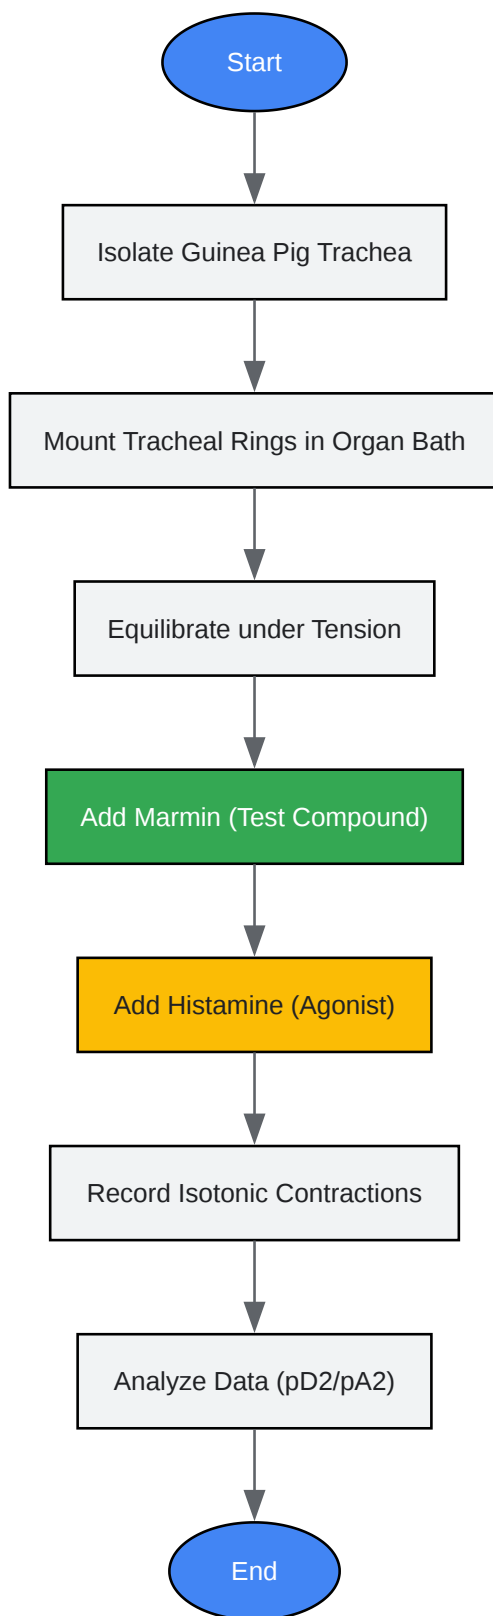 Start
Isolate Guinea Pig Trachea
Mount Tracheal Rings in Organ Bath
Equilibrate under Tension
Add Marmin (Test Compound)
Add Histamine (Agonist)
Record Isotonic Contractions
Analyze Data (pD2/pA2)
End